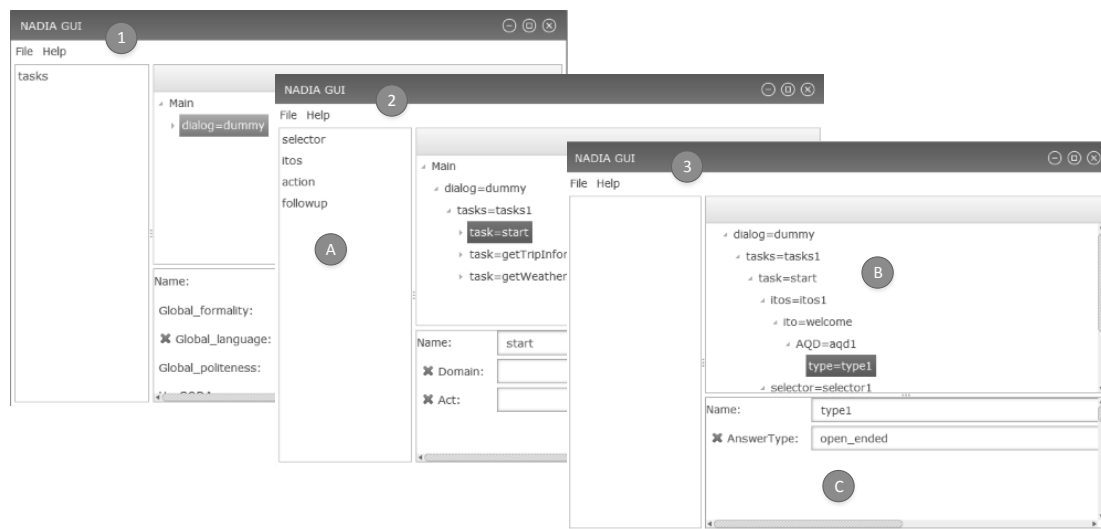 NADIA GUI
1
File Help
tasks
Main
dialog=dummy
Name:
Global_formality:
Global_language:
Global_politeness:
NADIA GUI
2
File Help
selector
itos
action
followup
A
Main
dialog=dummy
tasks=tasks1
task=start
task=getTripInfor
task=getWeather
Name: start
Domain:
Act:
NADIA GUI
3
File Help
dialog=dummy
B
tasks=tasks1
task=start
itos=itos1
ito=welcome
AQD=aqd1
type=type1
selector=selector1
Name: type1
AnswerType: open_ended
C